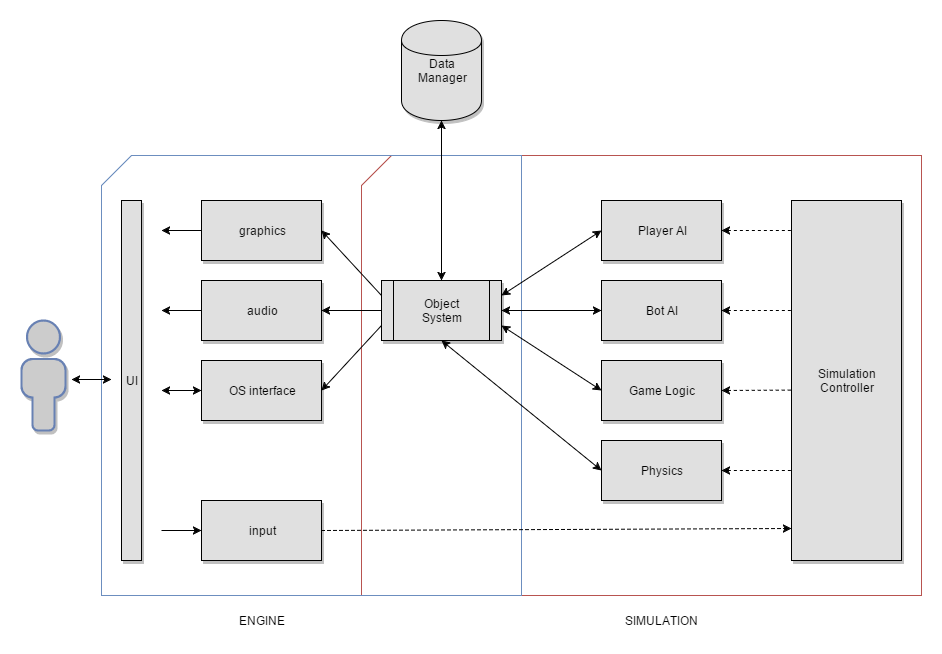 Data
Manager
graphics
Player AI
audio
Object
System
Bot AI
UI
OS interface
Game Logic
Simulation
Controller
Physics
input
ENGINE
SIMULATION